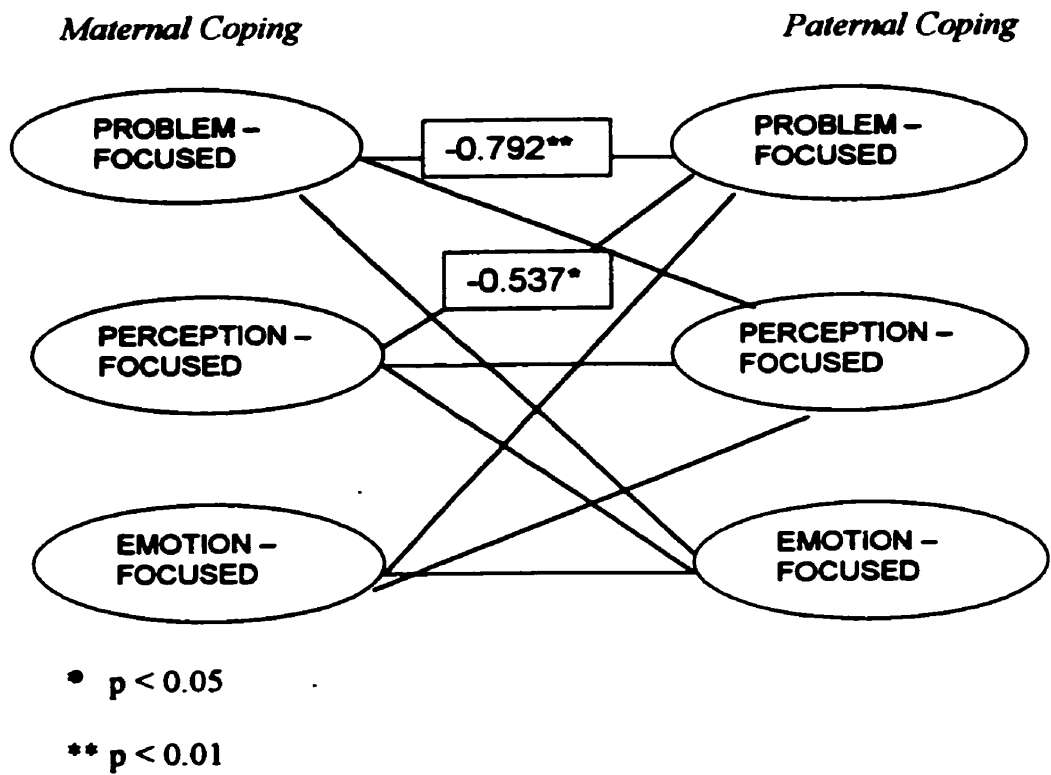 Maternal Coping
Paternal Coping
PROBLEM –
FOCUSED
-0.792**
PROBLEM –
FOCUSED
-0.537*
PERCEPTION –
FOCUSED
PERCEPTION –
FOCUSED
EMOTION –
FOCUSED
EMOTION –
FOCUSED
* p < 0.05
** p < 0.01